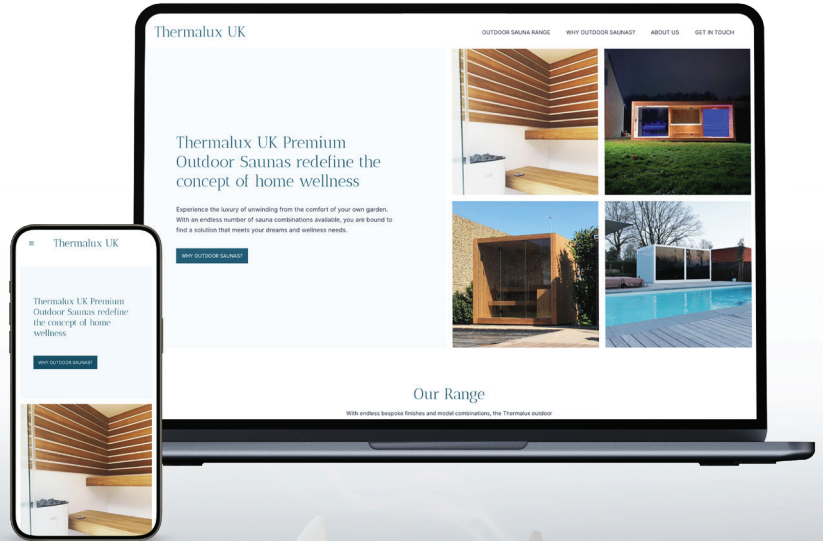 Thermalux UK
OUTDOOR SAUNA RANGE WHY OUTDOOR SAUNAS? ABOUT US GET IN TOUCH
Thermalux UK Premium
Outdoor Saunas redefine the
concept of home wellness
Experience the luxury of unwinding from the comfort of your own garden.
With an endless number of sauna combinations available, you are bound to
find a solution that meets your dreams and wellness needs.
WHY OUTDOOR SAUNAS?
Our Range
With endless bespoke finishes and model combinations, the Thermalux outdoor
Thermalux UK
Thermalux UK Premium
Outdoor Saunas redefine
the concept of home
wellness
WHY OUTDOOR SAUNAS?